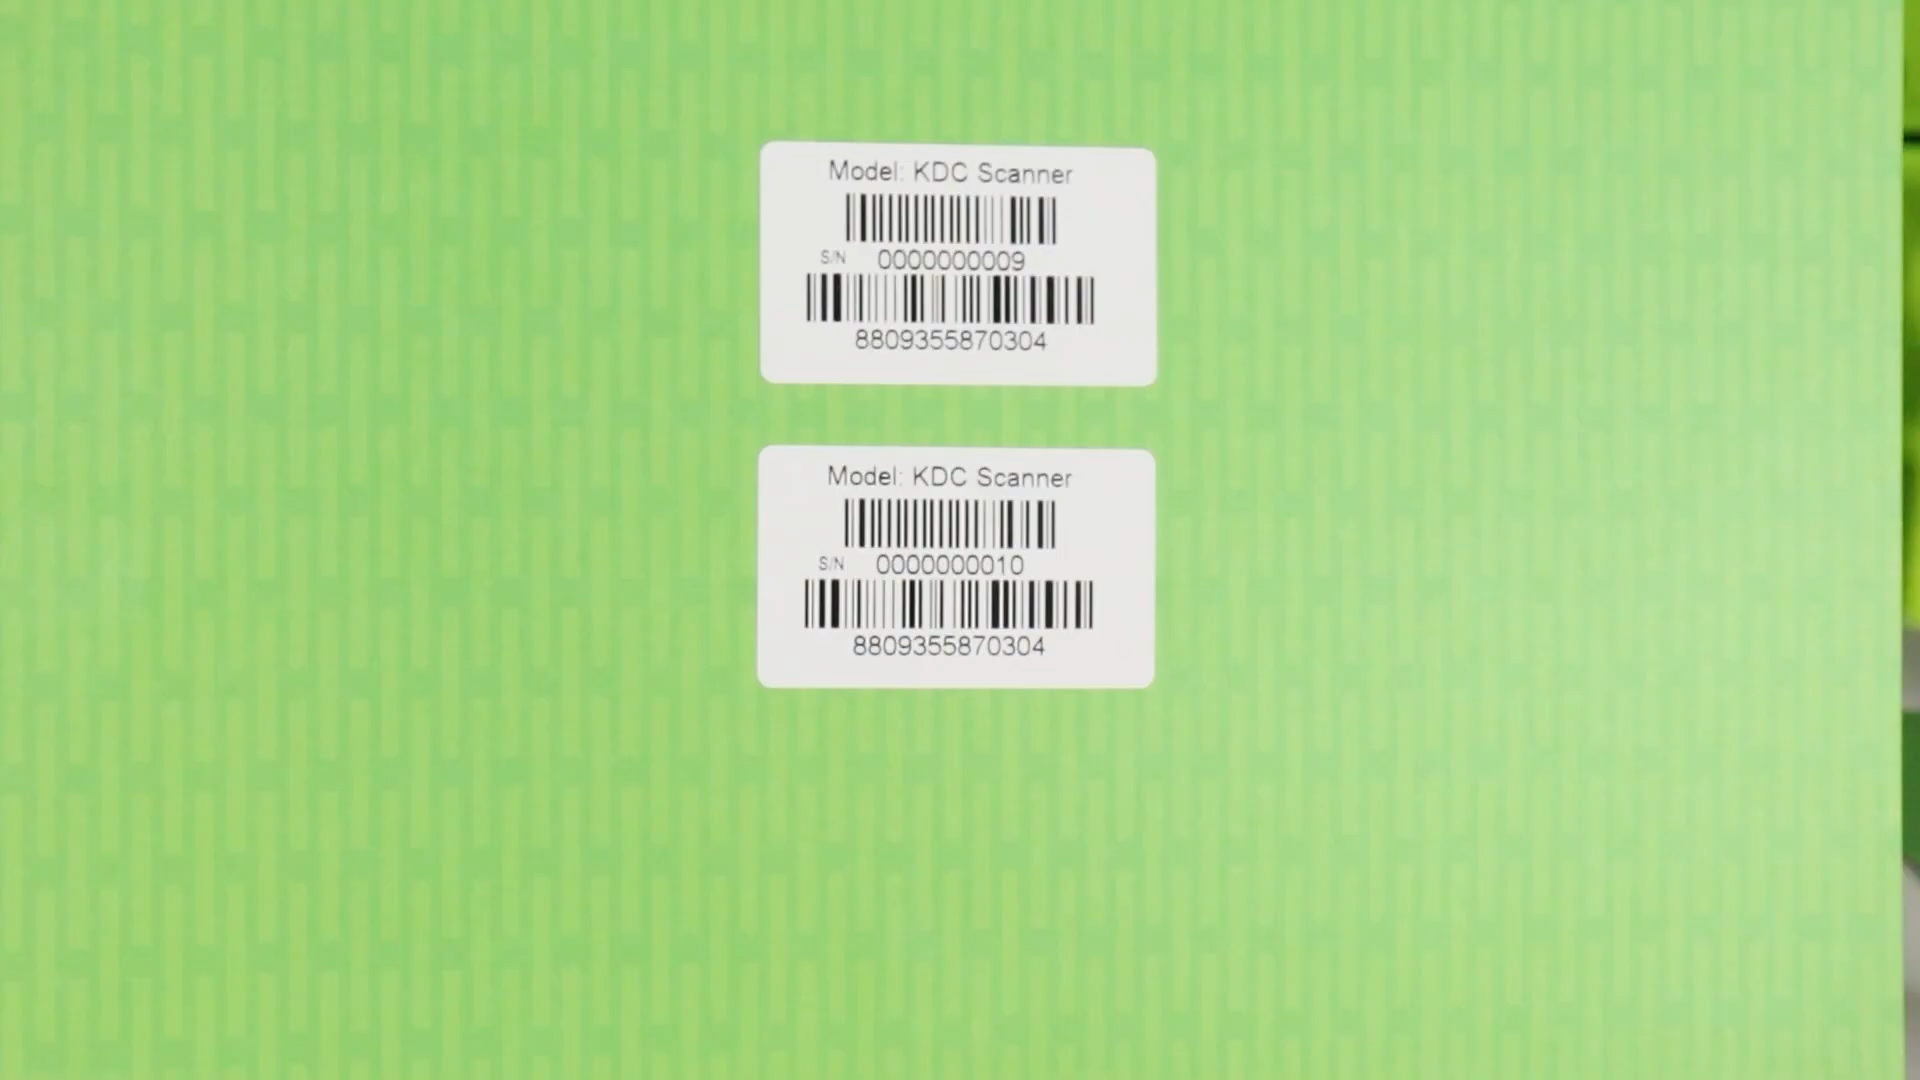 Model: KDC Scanner
S/N 0000000009
8809355870304
Model: KDC Scanner
S/N 0000000010
8809355870304